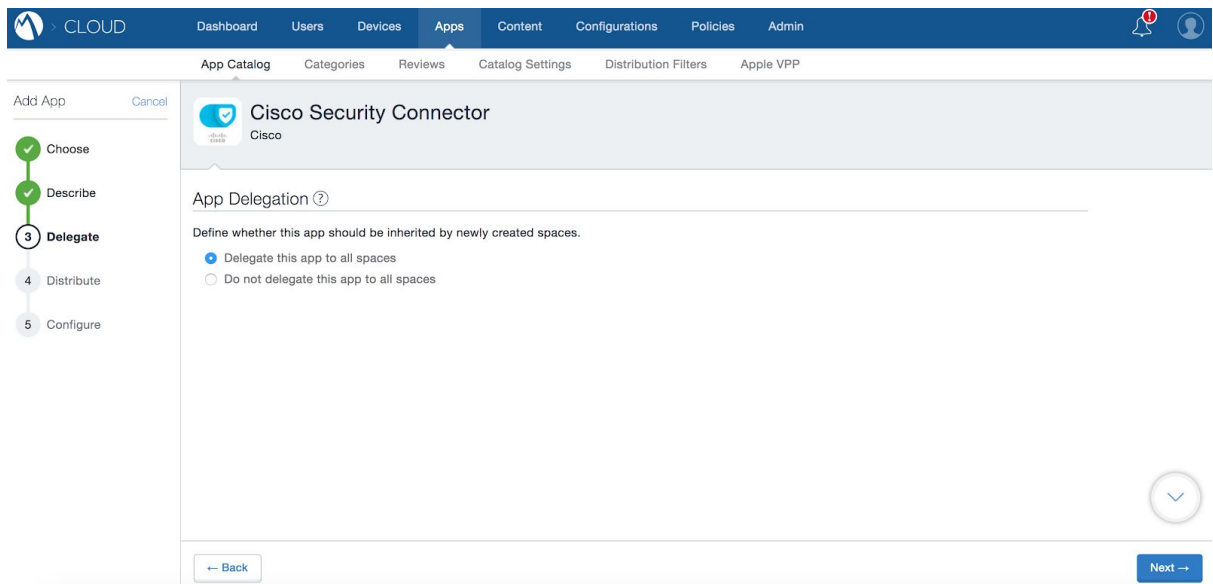 CLOUD
Dashboard Users Devices Apps Content Configurations Policies Admin
App Catalog Categories Reviews Catalog Settings Distribution Filters Apple VPP
Add App Cancel
Choose
Describe
3 Delegate
4 Distribute
5 Configure
Cisco Security Connector
Cisco
CISCO
App Delegation ?
Define whether this app should be inherited by newly created spaces.
Delegate this app to all spaces
Do not delegate this app to all spaces
← Back
Next →